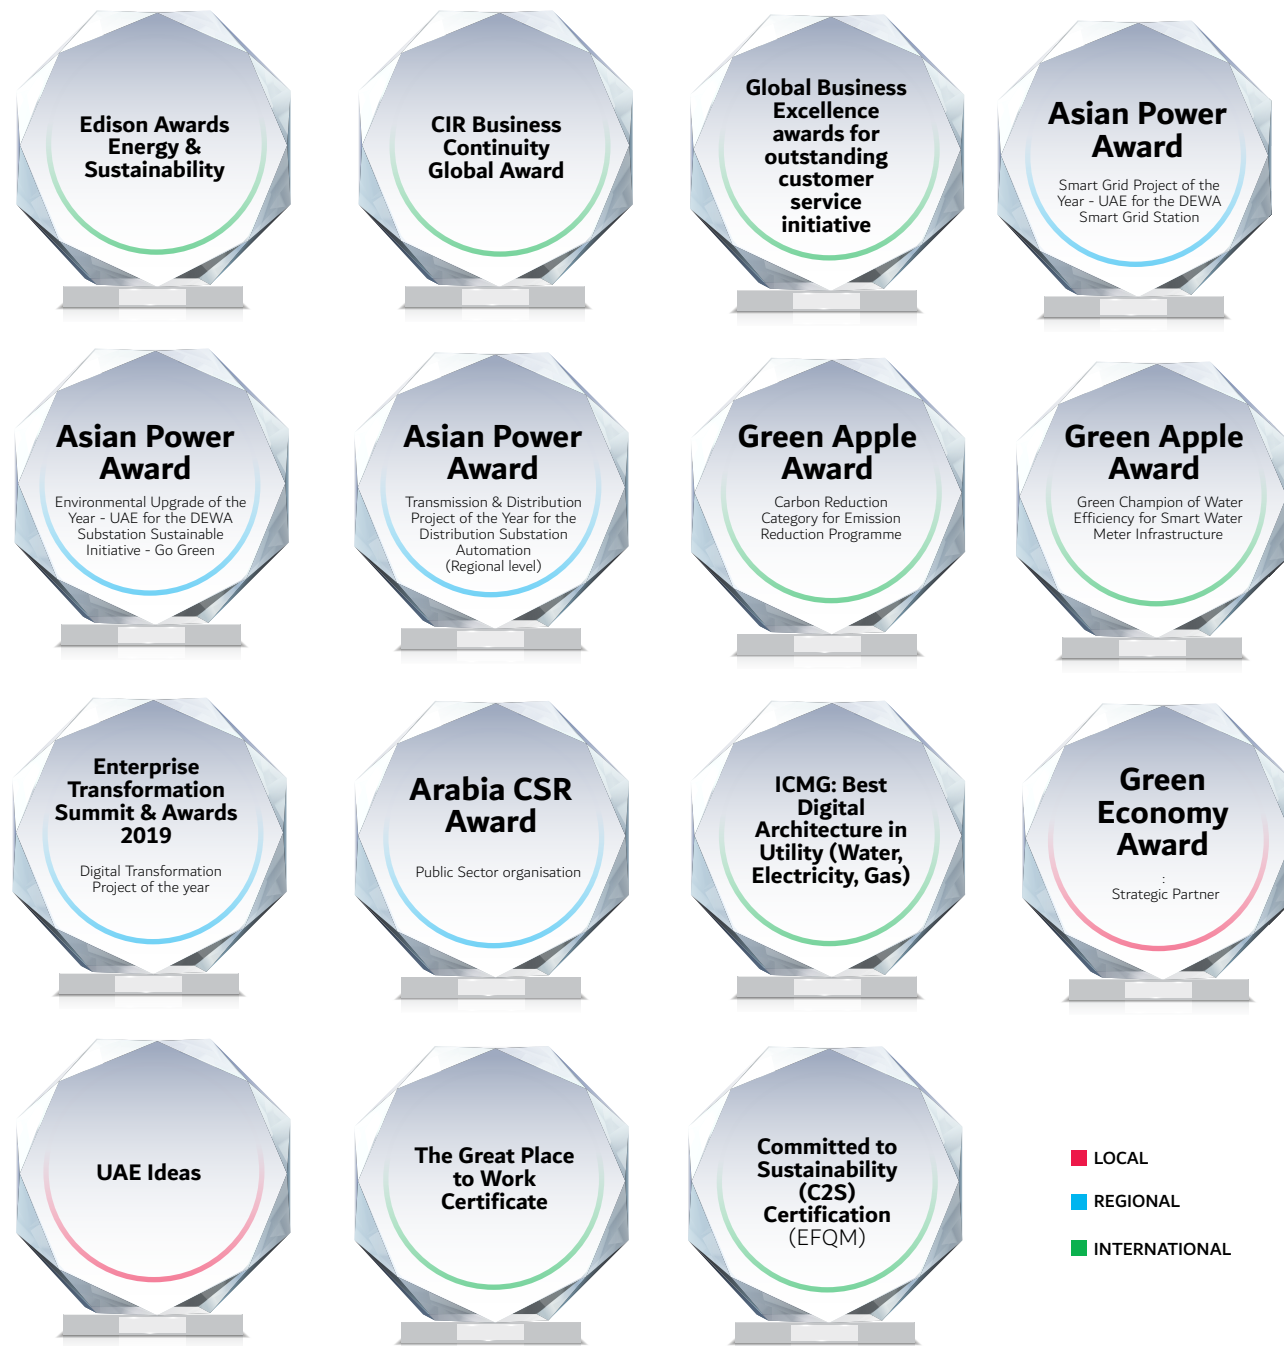 Edison Awards
Energy &
Sustainability
CIR Business
Continuity
Global Award
Global Business
Excellence
awards for
outstanding
customer
service
initiative
Asian Power
Award
Smart Grid Project of the
Year - UAE for the DEWA
Smart Grid Station
Asian Power
Award
Environmental Upgrade of the
Year - UAE for the DEWA
Substation Sustainable
Initiative - Go Green
Asian Power
Award
Transmission & Distribution
Project of the Year for the
Distribution Substation
Automation
(Regional level)
Green Apple
Award
Carbon Reduction
Category for Emission
Reduction Programme
Green Apple
Award
Green Champion of Water
Efficiency for Smart Water
Meter Infrastructure
Enterprise
Transformation
Summit & Awards
2019
Digital Transformation
Project of the year
Arabia CSR
Award
Public Sector organisation
ICMG: Best
Digital
Architecture in
Utility (Water,
Electricity, Gas)
Green
Economy
Award
:
Strategic Partner
UAE Ideas
The Great Place
to Work
Certificate
Committed to
Sustainability
(C2S)
Certification
(EFQM)
LOCAL
REGIONAL
INTERNATIONAL